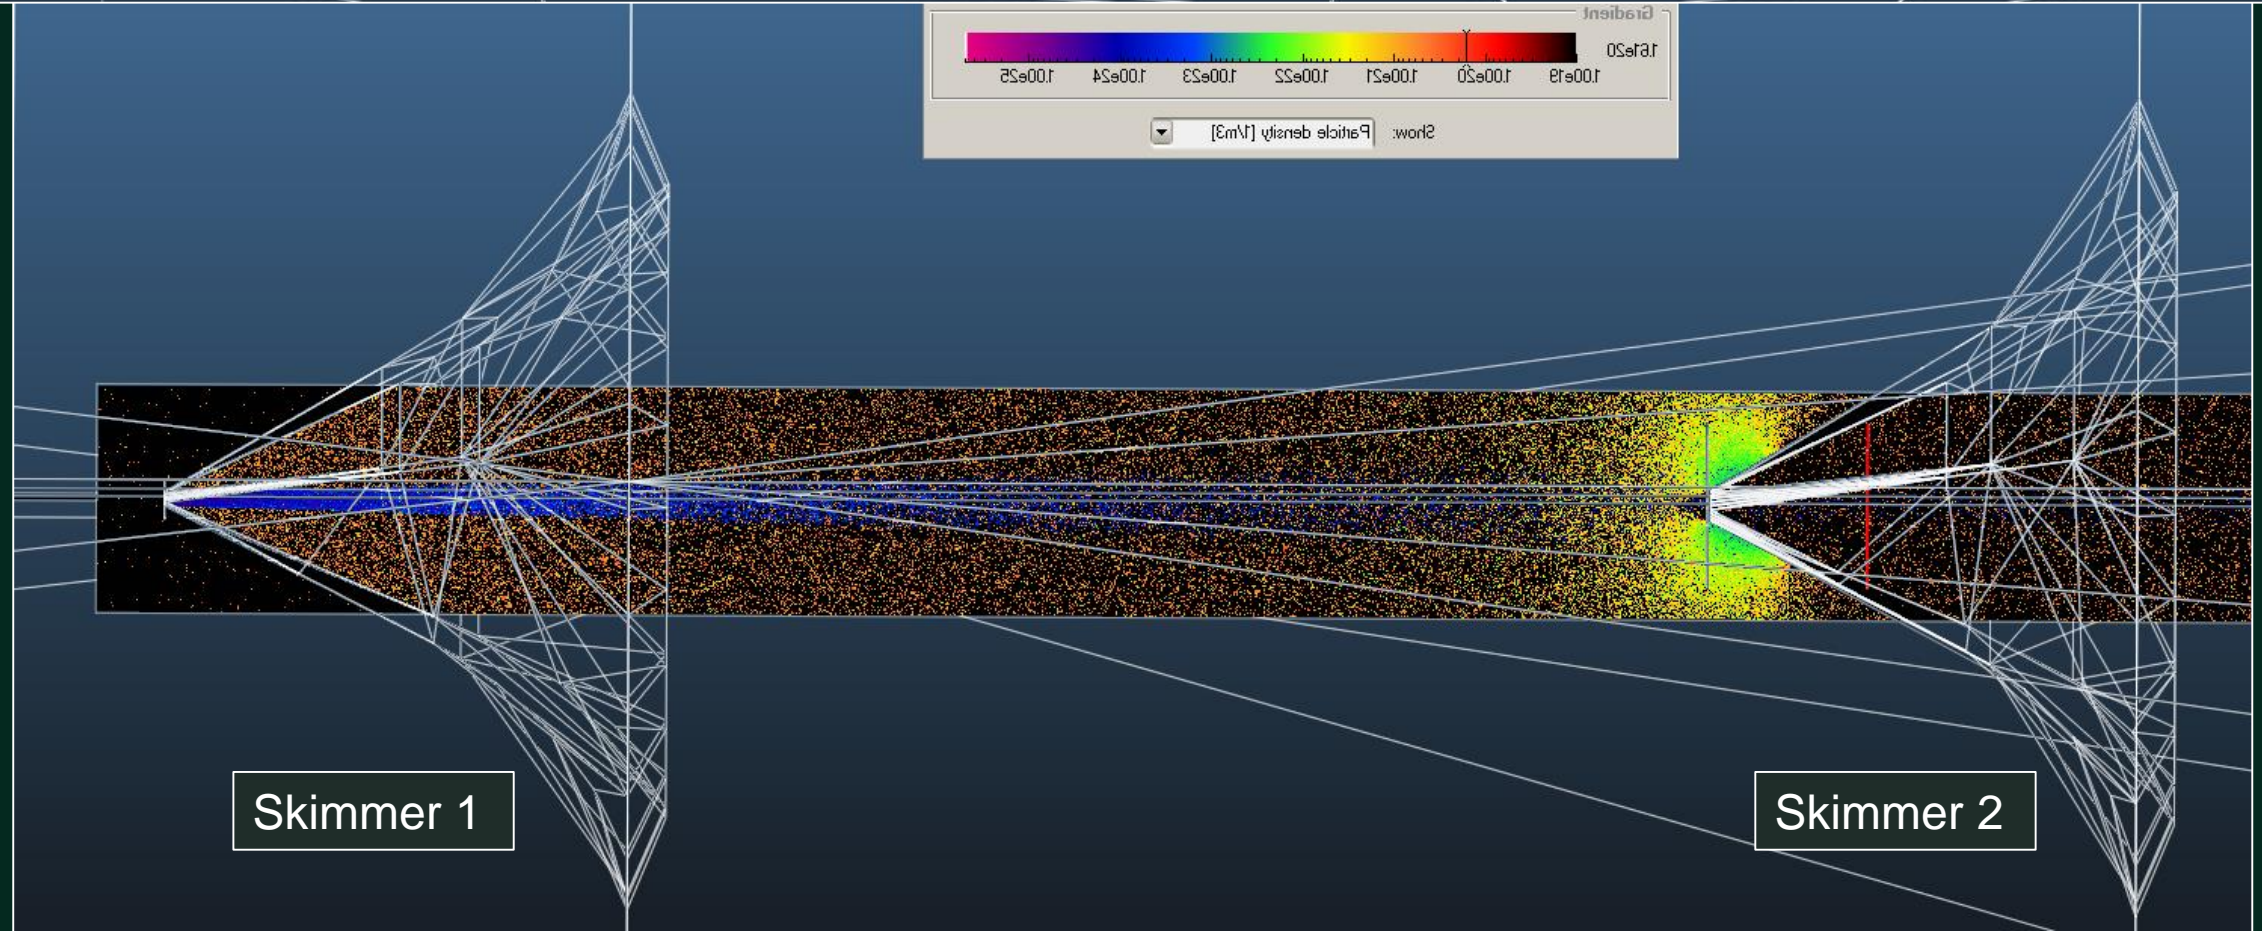 Gradient
1.61e20
1.00e25 1.00e24 1.00e23 1.00e22 1.00e21 1.00e20 1.00e19
Show: Particle density [1/m3]
Skimmer 1
Skimmer 2